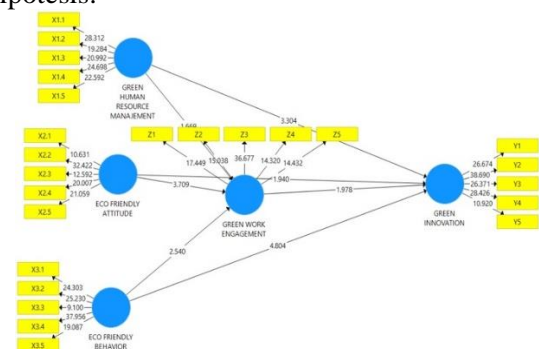 hipotesis.
X1.1
X1.2
X1.3
X1.4
X1.5
28.312
19.284
20.992
24.698
22.592
GREEN
HUMAN
RESOURCE
MANAJEMENT
3.304
Z1
Z2
Z3
Z4
Z5
17.449
15.038
36.677
14.320
14.432
X2.1
X2.2
X2.3
X2.4
X2.5
10.631
32.422
12.592
20.007
21.059
ECO FRIENDLY
ATTITUDE
3.709
1.940
1.978
GREEN WORK
ENGAGEMENT
Y1
Y2
Y3
Y4
Y5
26.674
38.690
26.371
28.426
10.920
GREEN
INNOVATION
2.540
4.804
X3.1
X3.2
X3.3
X3.4
X3.5
24.303
25.230
9.100
37.956
19.087
ECO FRIENDLY
BEHAVIOR